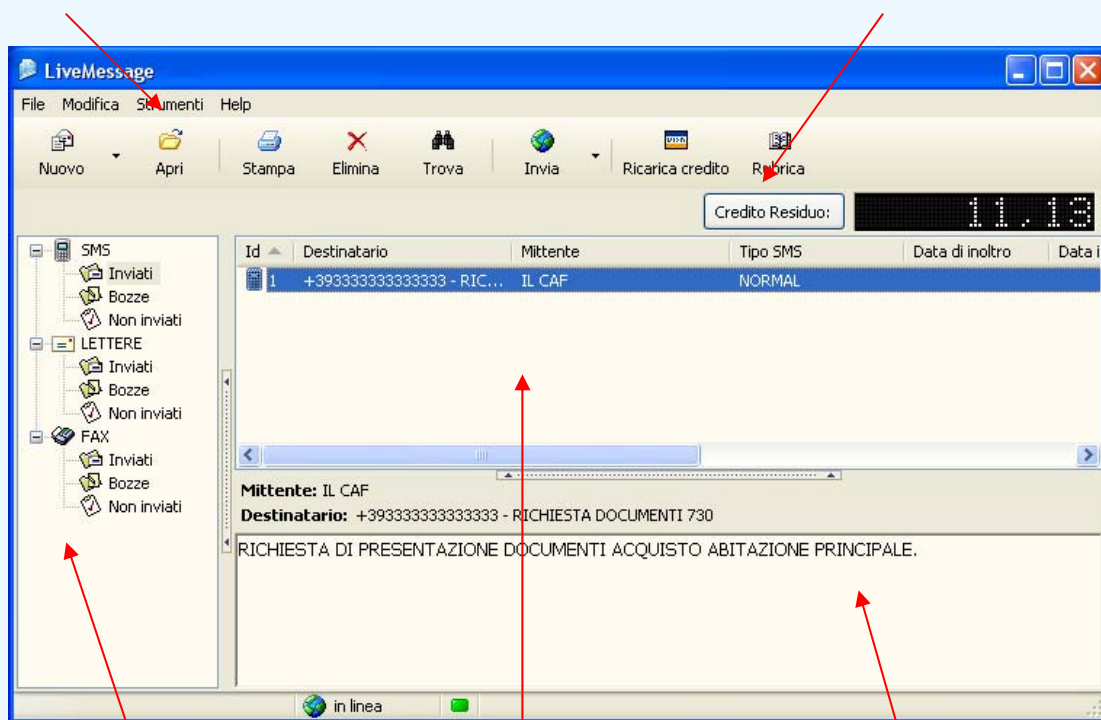 LiveMessage
File Modifica Strumenti Help
Nuovo Apri Stampa Elimina Trova Invia Ricarica credito Rubrica
Credito Residuo: 11,13
SMS
Inviati
Bozze
Non inviati
LETTERE
Inviati
Bozze
Non inviati
FAX
Inviati
Bozze
Non inviati
Id Destinatario Mittente Tipo SMS Data di inoltro Data i
1 +393333333333333 - RIC... IL CAF NORMAL
Mittente: IL CAF
Destinatario: +393333333333333 - RICHIESTA DOCUMENTI 730
RICHIESTA DI PRESENTAZIONE DOCUMENTI ACQUISTO ABITAZIONE PRINCIPALE.
in linea